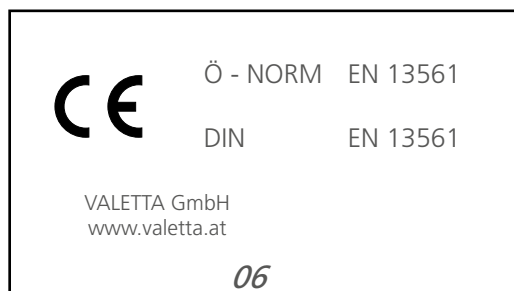 CE
Ö - NORM EN 13561
DIN EN 13561
VALETTA GmbH
www.valetta.at
06